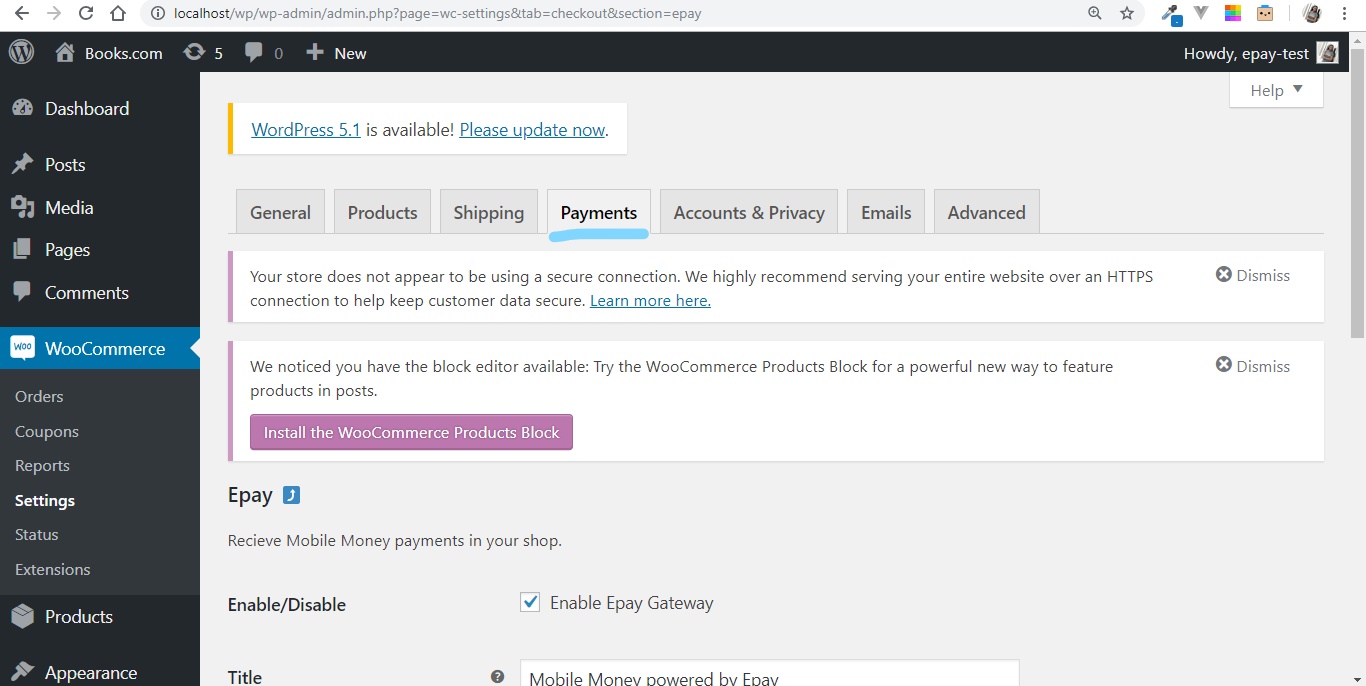 localhost/wp/wp-admin/admin.php?page=wc-settings&tab=checkout&section=epay
Books.com 5 0 New Howdy, epay-test
Help
Dashboard
Posts
Media
Pages
Comments
WooCommerce
Orders
Coupons
Reports
Settings
Status
Extensions
Products
Appearance
WordPress 5.1 is available! Please update now.
General Products Shipping Payments Accounts & Privacy Emails Advanced
Your store does not appear to be using a secure connection. We highly recommend serving your entire website over an HTTPS
connection to help keep customer data secure. Learn more here.
Dismiss
We noticed you have the block editor available: Try the WooCommerce Products Block for a powerful new way to feature
products in posts.
Dismiss
Install the WooCommerce Products Block
Epay
Recieve Mobile Money payments in your shop.
Enable/Disable Enable Epay Gateway
Title Mobile Money powered by Epay